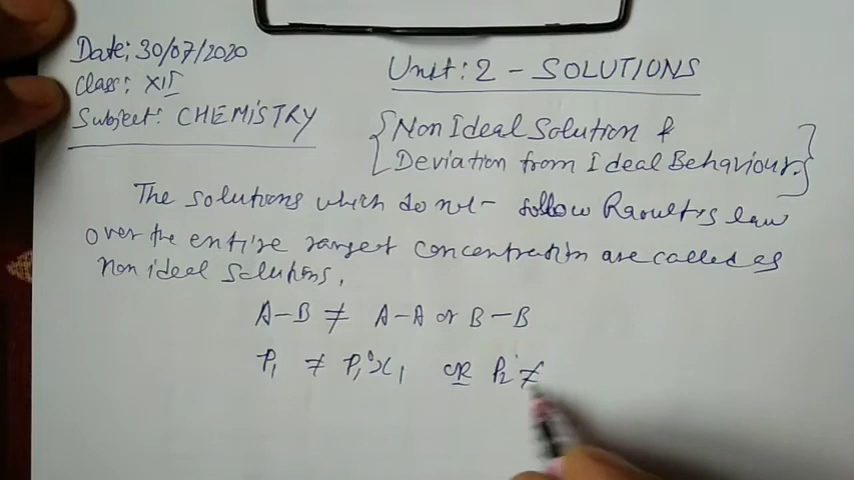 Date: 30/07/2020
Class: XII
Subject: CHEMISTRY
Unit: 2 - SOLUTIONS
{Non Ideal Solution &
Deviation from Ideal Behaviour.}
The solutions which do not follow Raoult's law
over the entire range of concentration are called as
non ideal solutions.
A-B ≠ A-A or B-B
P₁ ≠ P₁°x₁ OR P₂ ≠